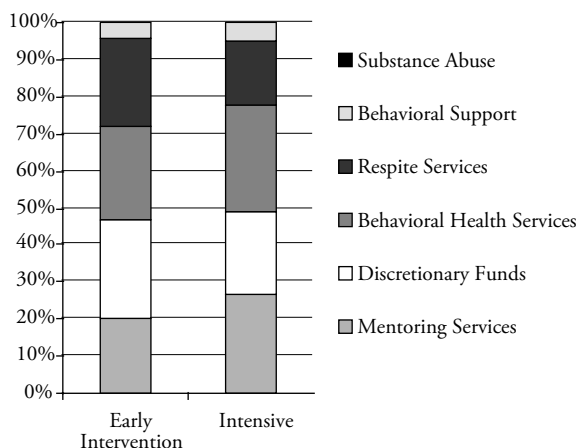 100%
90%
80%
70%
60%
50%
40%
30%
20%
10%
0%
Early
Intervention
Intensive
Substance Abuse
Behavioral Support
Respite Services
Behavioral Health Services
Discretionary Funds
Mentoring Services